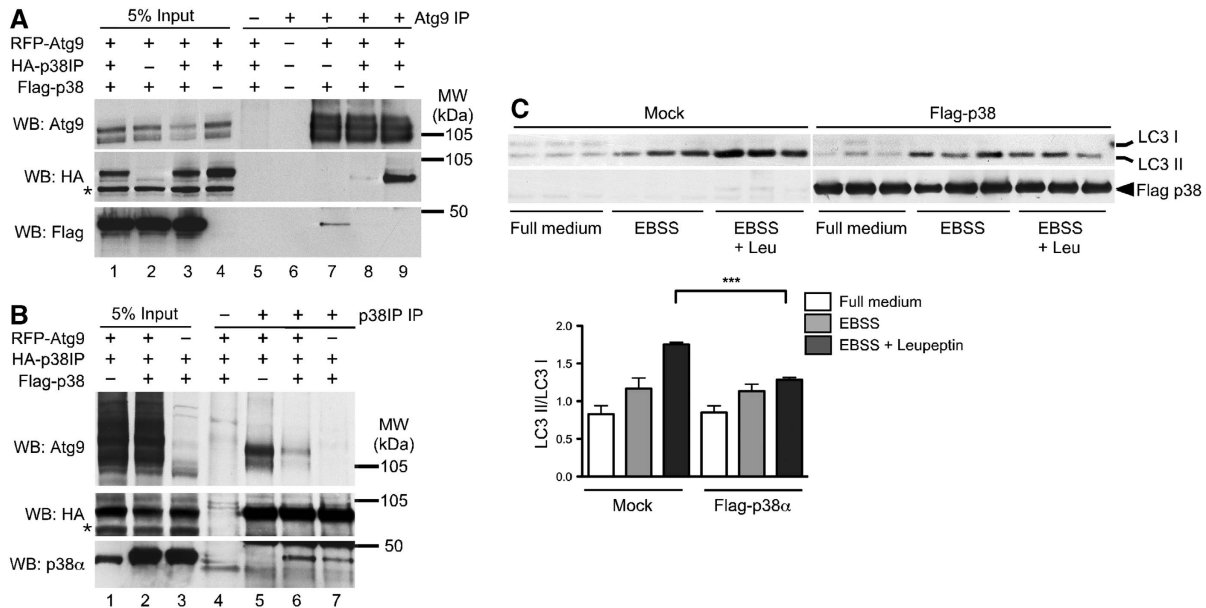 A
5% Input
– + + + + Atg9 IP
RFP-Atg9 + + + + + – + + +
HA-p38IP + – + + + – – + +
Flag-p38 + + + – + – + + –
MW
(kDa)
WB: Atg9
105
105
WB: HA
*
50
WB: Flag
1 2 3 4 5 6 7 8 9
B
5% Input
– + + + p38IP IP
RFP-Atg9 + + – + + + –
HA-p38IP + + + + + + +
Flag-p38 – + + + – + +
MW
(kDa)
WB: Atg9
105
105
WB: HA
*
50
WB: p38α
1 2 3 4 5 6 7
C
Mock Flag-p38
LC3 I
LC3 II
Flag p38
Full medium EBSS EBSS + Leu Full medium EBSS EBSS + Leu
***
Full medium
EBSS
EBSS + Leupeptin
LC3 II/LC3 I
2.0
1.5
1.0
0.5
0.0
Mock Flag-p38α